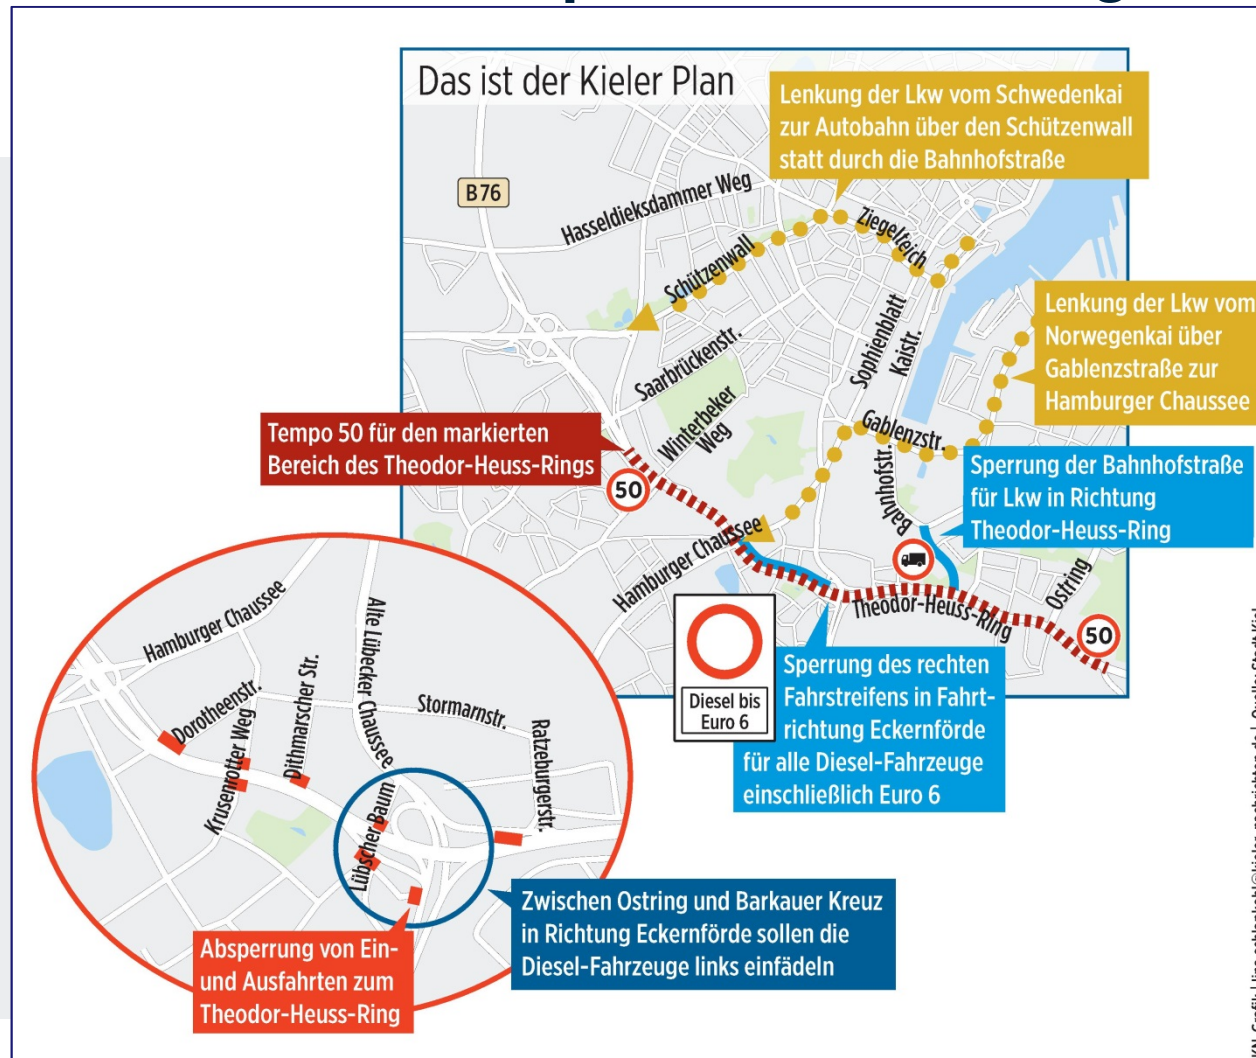 Das ist der Kieler Plan
Lenkung der Lkw vom Schwedenkai
zur Autobahn über den Schützenwall
statt durch die Bahnhofstraße
B76
Hasseldieksdammer Weg
Ziegelteich
Schützenwall
Lenkung der Lkw vom
Norwegenkai über
Gablenzstraße zur
Hamburger Chaussee
Sophienblatt
Kaistr.
Saarbrückenstr.
Winterbeker
Weg
Gablenzstr.
Tempo 50 für den markierten
Bereich des Theodor-Heuss-Rings
50
Bahnhofstr.
Sperrung der Bahnhofstraße
für Lkw in Richtung
Theodor-Heuss-Ring
Hamburger Chaussee
Ostring
Theodor-Heuss-Ring
50
Diesel bis
Euro 6
Sperrung des rechten
Fahrstreifens in Fahrt-
richtung Eckernförde
für alle Diesel-Fahrzeuge
einschließlich Euro 6
Hamburger Chaussee
Alte Lübecker Chaussee
Dorotheenstr.
Krusenrotter Weg
Dithmarscher Str.
Stormarnstr.
Ratzeburgerstr.
Lübscher Baum
Zwischen Ostring und Barkauer Kreuz
in Richtung Eckernförde sollen die
Diesel-Fahrzeuge links einfädeln
Absperrung von Ein-
und Ausfahrten zum
Theodor-Heuss-Ring